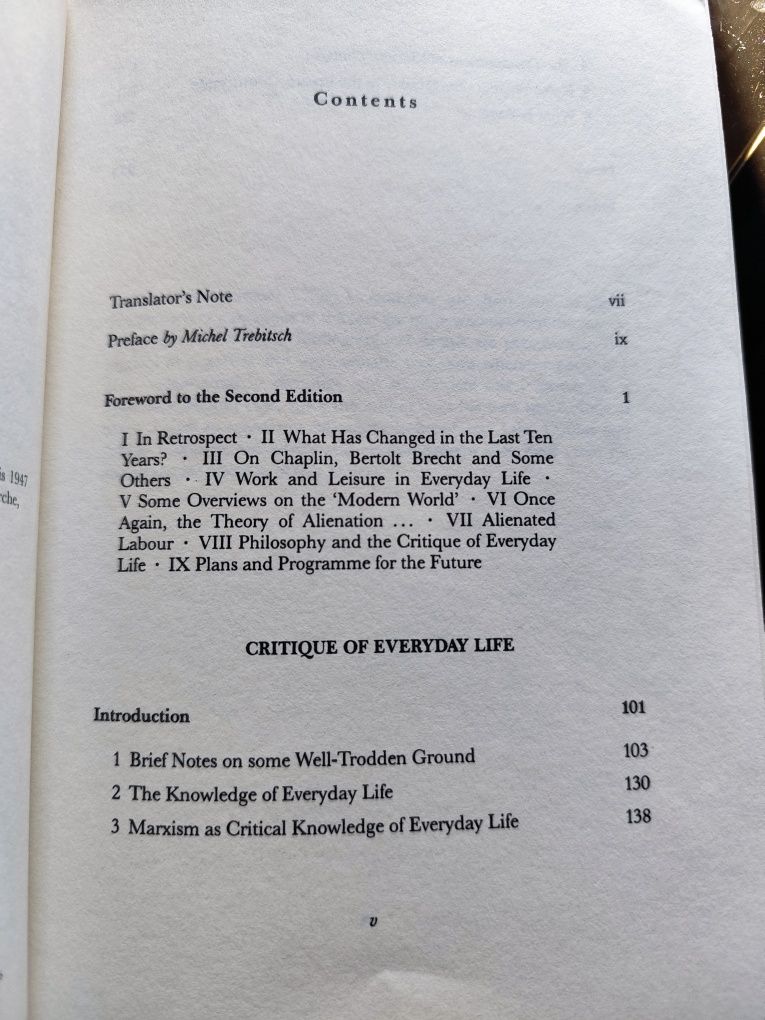 Contents
Translator's Note vii
Preface by Michel Trebitsch ix
Foreword to the Second Edition 1
I In Retrospect · II What Has Changed in the Last Ten
Years? · III On Chaplin, Bertolt Brecht and Some
Others · IV Work and Leisure in Everyday Life ·
V Some Overviews on the ‘Modern World’ · VI Once
Again, the Theory of Alienation ... · VII Alienated
Labour · VIII Philosophy and the Critique of Everyday
Life · IX Plans and Programme for the Future
CRITIQUE OF EVERYDAY LIFE
Introduction 101
1 Brief Notes on some Well-Trodden Ground 103
2 The Knowledge of Everyday Life 130
3 Marxism as Critical Knowledge of Everyday Life 138
v
1947